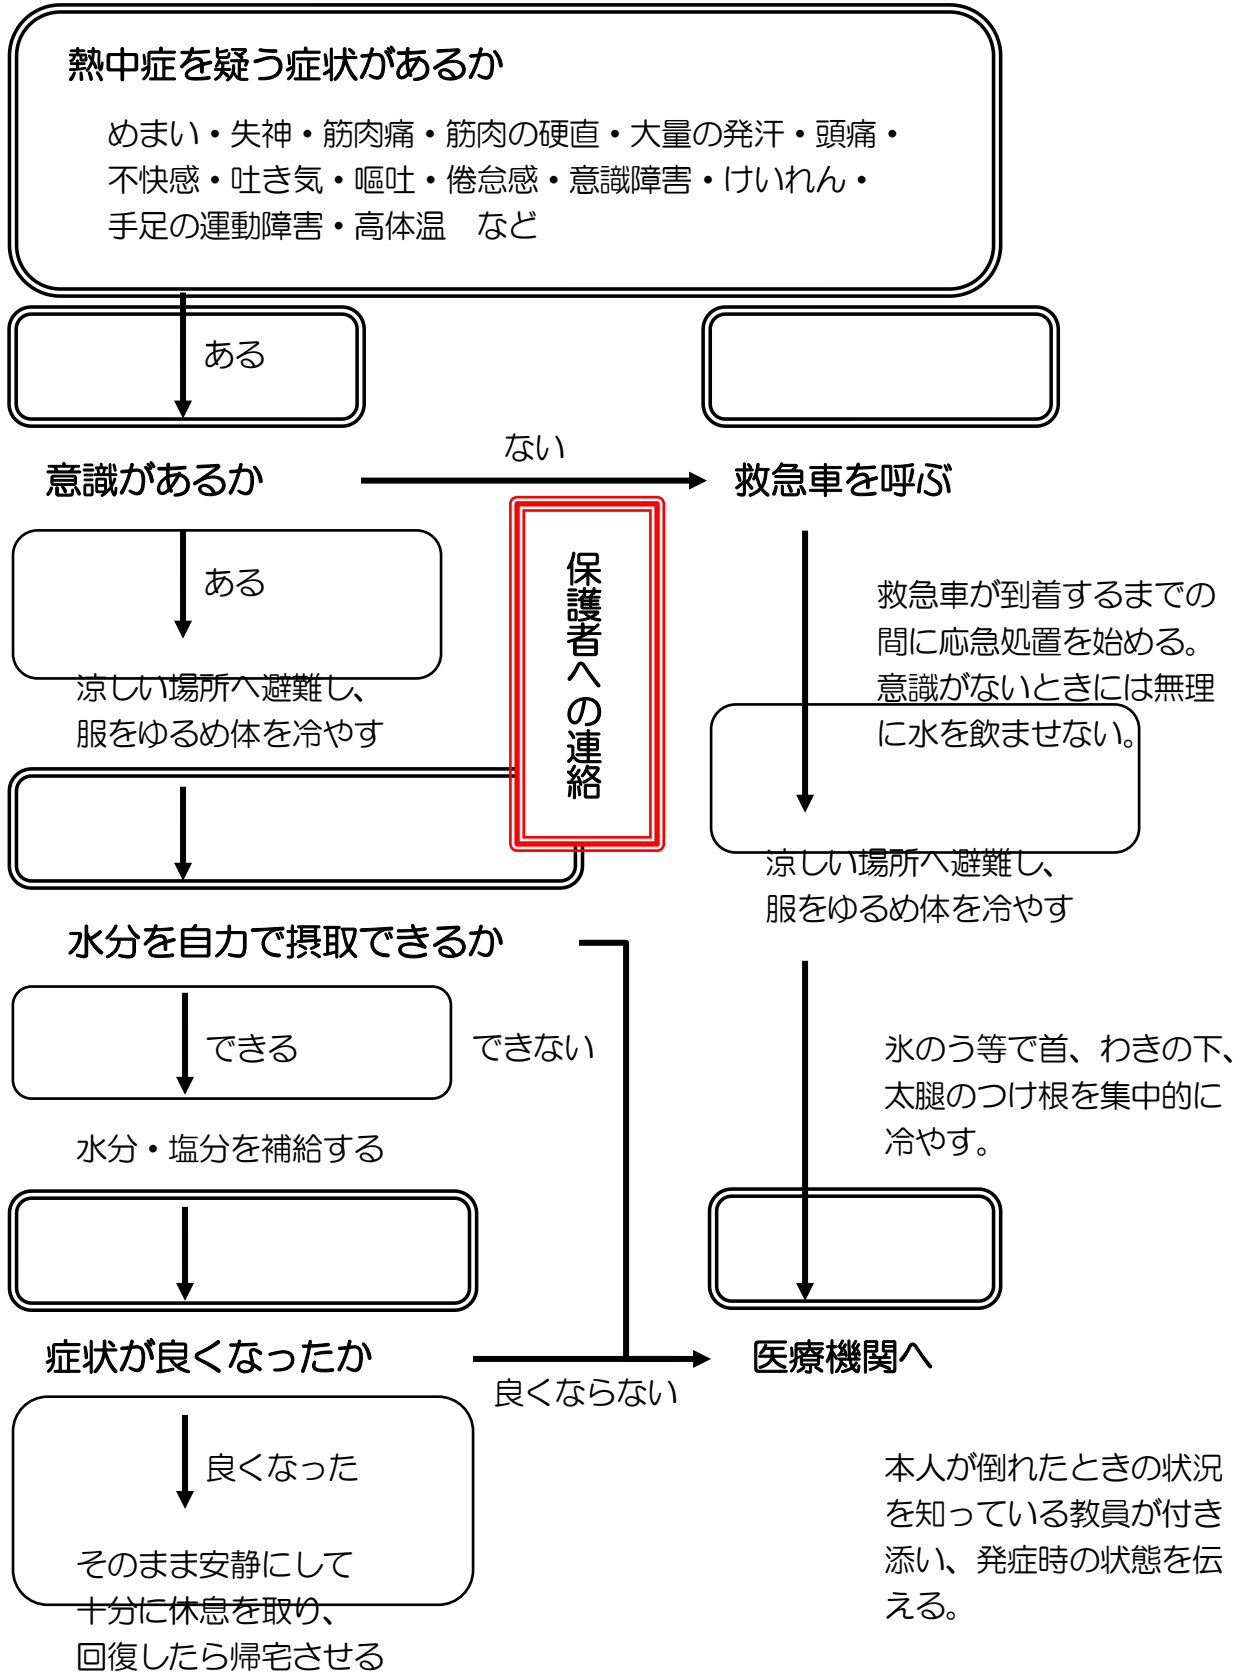 熱中症を疑う症状があるか
めまい・失神・筋肉痛・筋肉の硬直・大量の発汗・頭痛・
不快感・吐き気・嘔吐・倦怠感・意識障害・けいれん・
手足の運動障害・高体温　など
ある
ない
意識があるか
救急車を呼ぶ
ある
保護者への連絡
救急車が到着するまでの
間に応急処置を始める。
意識がないときには無理
に水を飲ませない。
涼しい場所へ避難し、
服をゆるめ体を冷やす
涼しい場所へ避難し、
服をゆるめ体を冷やす
水分を自力で摂取できるか
できる
できない
氷のう等で首、わきの下、
太腿のつけ根を集中的に
冷やす。
水分・塩分を補給する
症状が良くなったか
良くならない
医療機関へ
良くなった
本人が倒れたときの状況
を知っている教員が付き
添い、発症時の状態を伝
える。
そのまま安静にして
十分に休息を取り、
回復したら帰宅させる